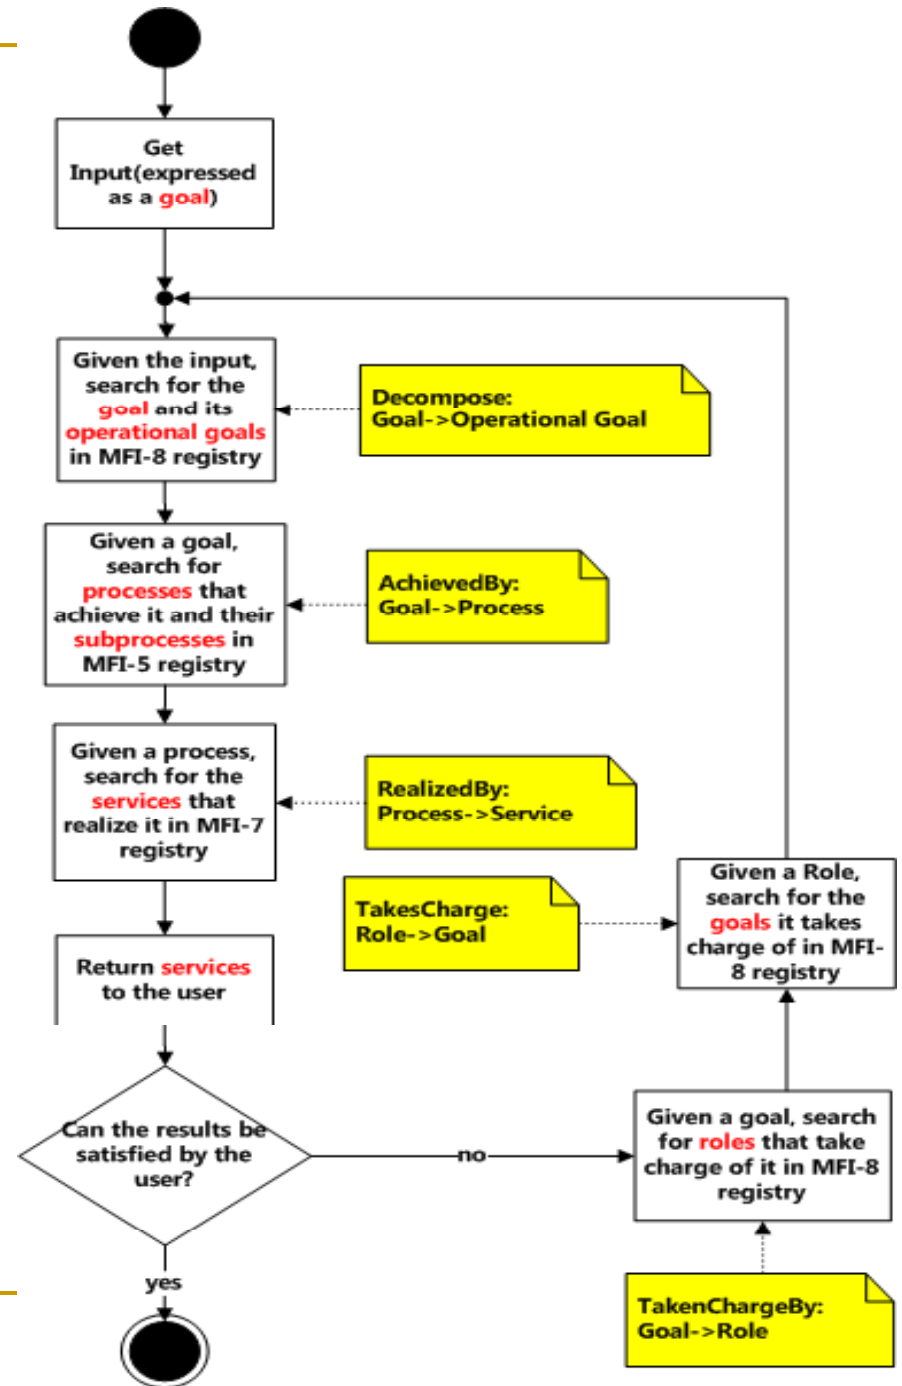 Get
Input(expressed
as a goal)
Given the input,
search for the
goal and its
operational goals
in MFI-8 registry
Decompose:
Goal->Operational Goal
Given a goal,
search for
processes that
achieve it and their
subprocesses in
MFI-5 registry
AchievedBy:
Goal->Process
Given a process,
search for the
services that
realize it in MFI-7
registry
RealizedBy:
Process->Service
TakesCharge:
Role->Goal
Given a Role,
search for the
goals it takes
charge of in MFI-
8 registry
Return services
to the user
Can the results be
satisfied by the
user?
no
Given a goal, search
for roles that take
charge of it in MFI-8
registry
yes
TakenChargeBy:
Goal->Role